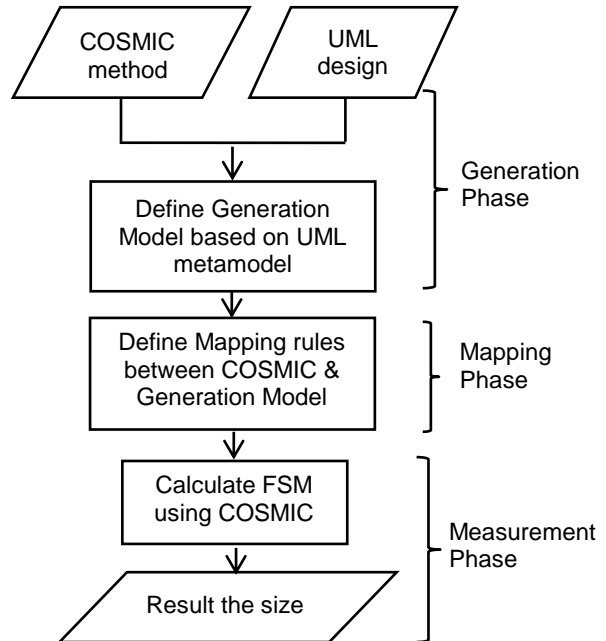 COSMIC
method
UML
design
Generation
Phase
Define Generation
Model based on UML
metamodel
Define Mapping rules
between COSMIC &
Generation Model
Mapping
Phase
Calculate FSM
using COSMIC
Measurement
Phase
Result the size